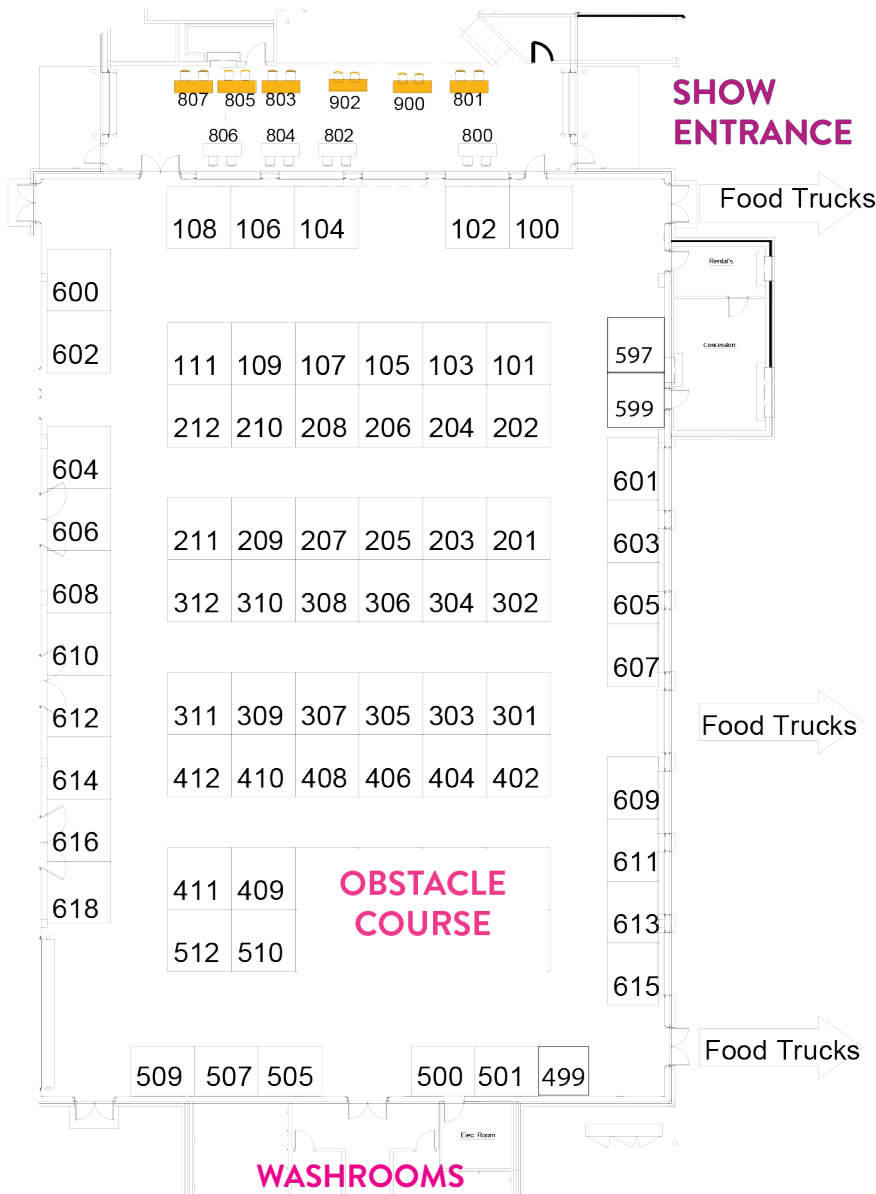 807 805 803 902 900 801
SHOW
ENTRANCE
806 804 802 800
Food Trucks
108 106 104 102 100
Rental's
600
602
Concession
597
111 109 107 105 103 101
599
212 210 208 206 204 202
604
601
606
211 209 207 205 203 201
603
608
312 310 308 306 304 302
605
610
607
612
311 309 307 305 303 301
Food Trucks
614
412 410 408 406 404 402
609
616
611
411 409
OBSTACLE
COURSE
618
613
512 510
615
Food Trucks
509 507 505 500 501 499
Elec. Room
WASHROOMS